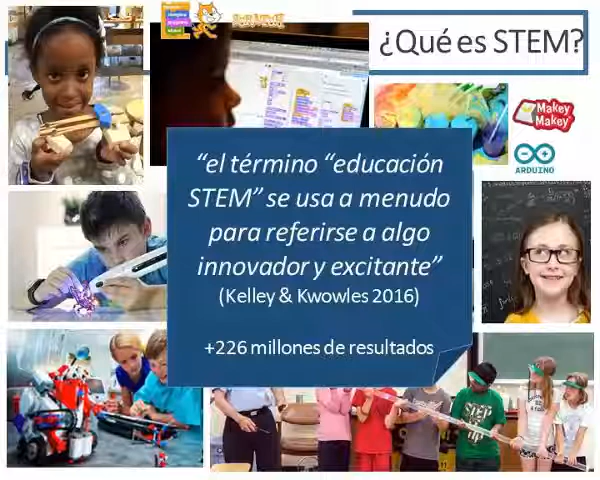 ¿Qué es STEM?
Makey
Makey
ARDUINO
“el término “educación
STEM” se usa a menudo
para referirse a algo
innovador y excitante”
(Kelley & Kwowles 2016)
+226 millones de resultados
STEP
UP